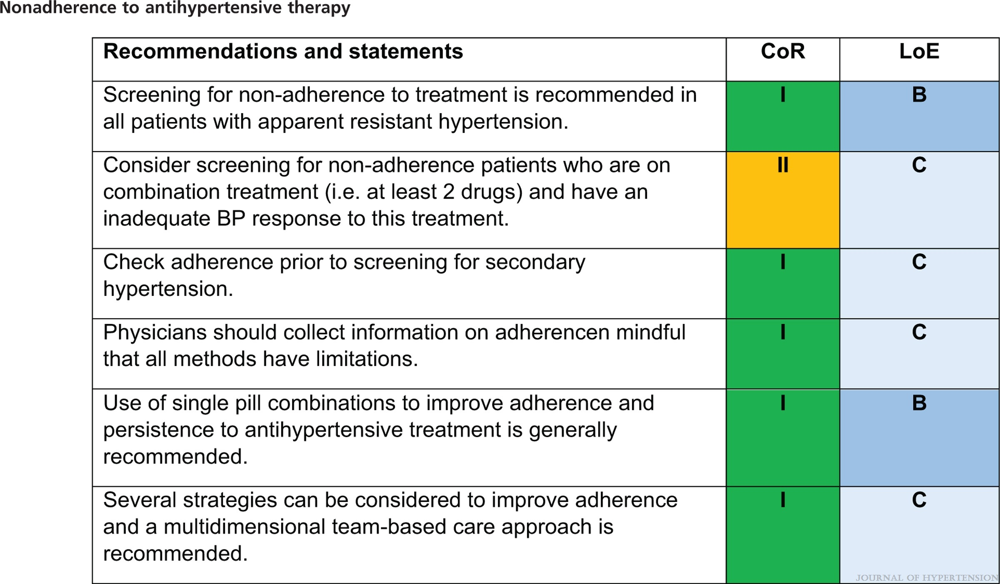 Nonadherence to antihypertensive therapy
Recommendations and statements CoR LoE
Screening for non-adherence to treatment is recommended in I B
all patients with apparent resistant hypertension.
Consider screening for non-adherence patients who are on II C
combination treatment (i.e. at least 2 drugs) and have an
inadequate BP response to this treatment.
Check adherence prior to screening for secondary I C
hypertension.
Physicians should collect information on adherencen mindful I C
that all methods have limitations.
Use of single pill combinations to improve adherence and I B
persistence to antihypertensive treatment is generally
recommended.
Several strategies can be considered to improve adherence I C
and a multidimensional team-based care approach is
recommended.
JOURNAL OF HYPERTENSION